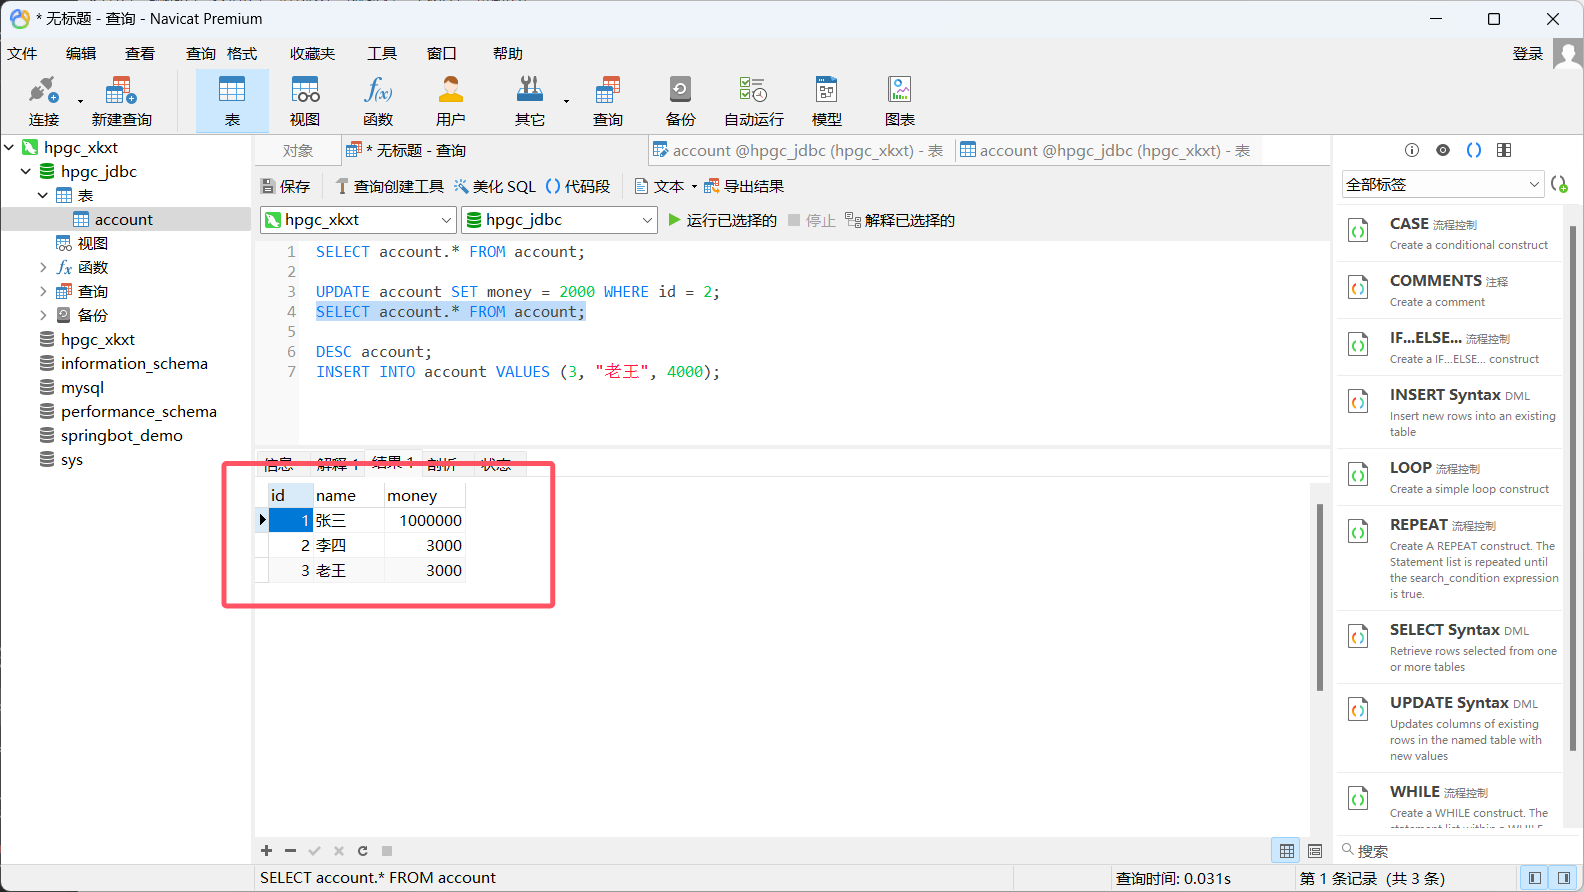 * 无标题 - 查询 - Navicat Premium
文件 编辑 查看 查询 格式 收藏夹 工具 窗口 帮助 登录
连接 新建查询 表 视图 函数 用户 其它 查询 备份 自动运行 模型 图表
hpgc_xkxt
hpgc_jdbc
表
account
视图
函数
查询
备份
hpgc_xkxt
information_schema
mysql
performance_schema
springbot_demo
sys
对象 * 无标题 - 查询 account @hpgc_jdbc (hpgc_xkxt) - 表 account @hpgc_jdbc (hpgc_xkxt) - 表
保存 查询创建工具 美化 SQL () 代码段 文本 导出结果
hpgc_xkxt hpgc_jdbc 运行已选择的 停止 解释已选择的
1 SELECT account.* FROM account;
2
3 UPDATE account SET money = 2000 WHERE id = 2;
4 SELECT account.* FROM account;
5
6 DESC account;
7 INSERT INTO account VALUES (3, "老王", 4000);
信息 解释 1 结果 1 剖析 状态
id name money
1 张三 1000000
2 李四 3000
3 老王 3000
SELECT account.* FROM account 查询时间: 0.031s 第 1 条记录 (共 3 条)
全部标签
CASE 流程控制
Create a conditional construct
COMMENTS 注释
Create a comment
IF...ELSE... 流程控制
Create a IF...ELSE... construct
INSERT Syntax DML
Insert new rows into an existing
table
LOOP 流程控制
Create a simple loop construct
REPEAT 流程控制
Create A REPEAT construct. The
Statement list is repeated until
the search_condition expression
is true.
SELECT Syntax DML
Retrieve rows selected from one
or more tables
UPDATE Syntax DML
Updates columns of existing
rows in the named table with
new values
WHILE 流程控制
Create a WHILE construct. The
搜索